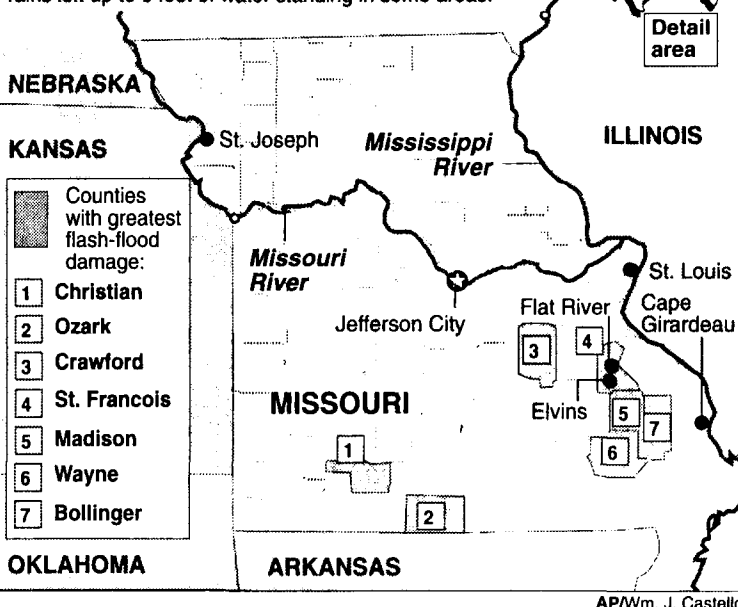 rains left up to 6 feet of water standing in some areas.
Detail
area
NEBRASKA
KANSAS
St. Joseph
Mississippi
River
ILLINOIS
Counties
with greatest
flash-flood
damage:
1 Christian
2 Ozark
3 Crawford
4 St. Francois
5 Madison
6 Wayne
7 Bollinger
Missouri
River
Jefferson City
St. Louis
Flat River
Cape
Girardeau
3
4
Elvins
MISSOURI
5
7
6
1
2
OKLAHOMA
ARKANSAS
AP/Wm. J. Castello